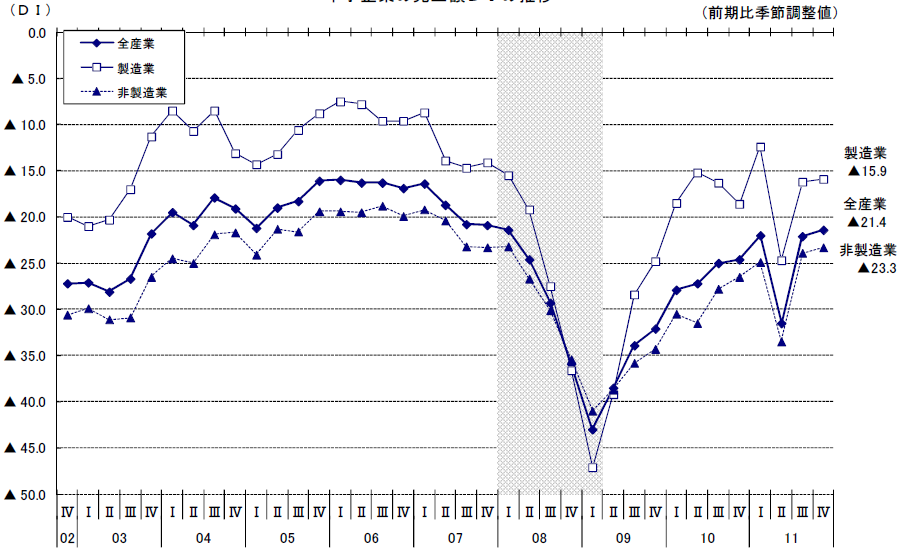 (ＤＩ)
(前期比季節調整値)
0.0
▲ 5.0
▲ 10.0
▲ 15.0
▲ 20.0
▲ 25.0
▲ 30.0
▲ 35.0
▲ 40.0
▲ 45.0
▲ 50.0
全産業
製造業
非製造業
製造業
▲15.9
全産業
▲21.4
非製造業
▲23.3
Ⅳ Ⅰ Ⅱ Ⅲ Ⅳ Ⅰ Ⅱ Ⅲ Ⅳ Ⅰ Ⅱ Ⅲ Ⅳ Ⅰ Ⅱ Ⅲ Ⅳ Ⅰ Ⅱ Ⅲ Ⅳ Ⅰ Ⅱ Ⅲ Ⅳ Ⅰ Ⅱ Ⅲ Ⅳ Ⅰ Ⅱ Ⅲ Ⅳ Ⅰ Ⅱ Ⅲ Ⅳ
02 03 04 05 06 07 08 09 10 11